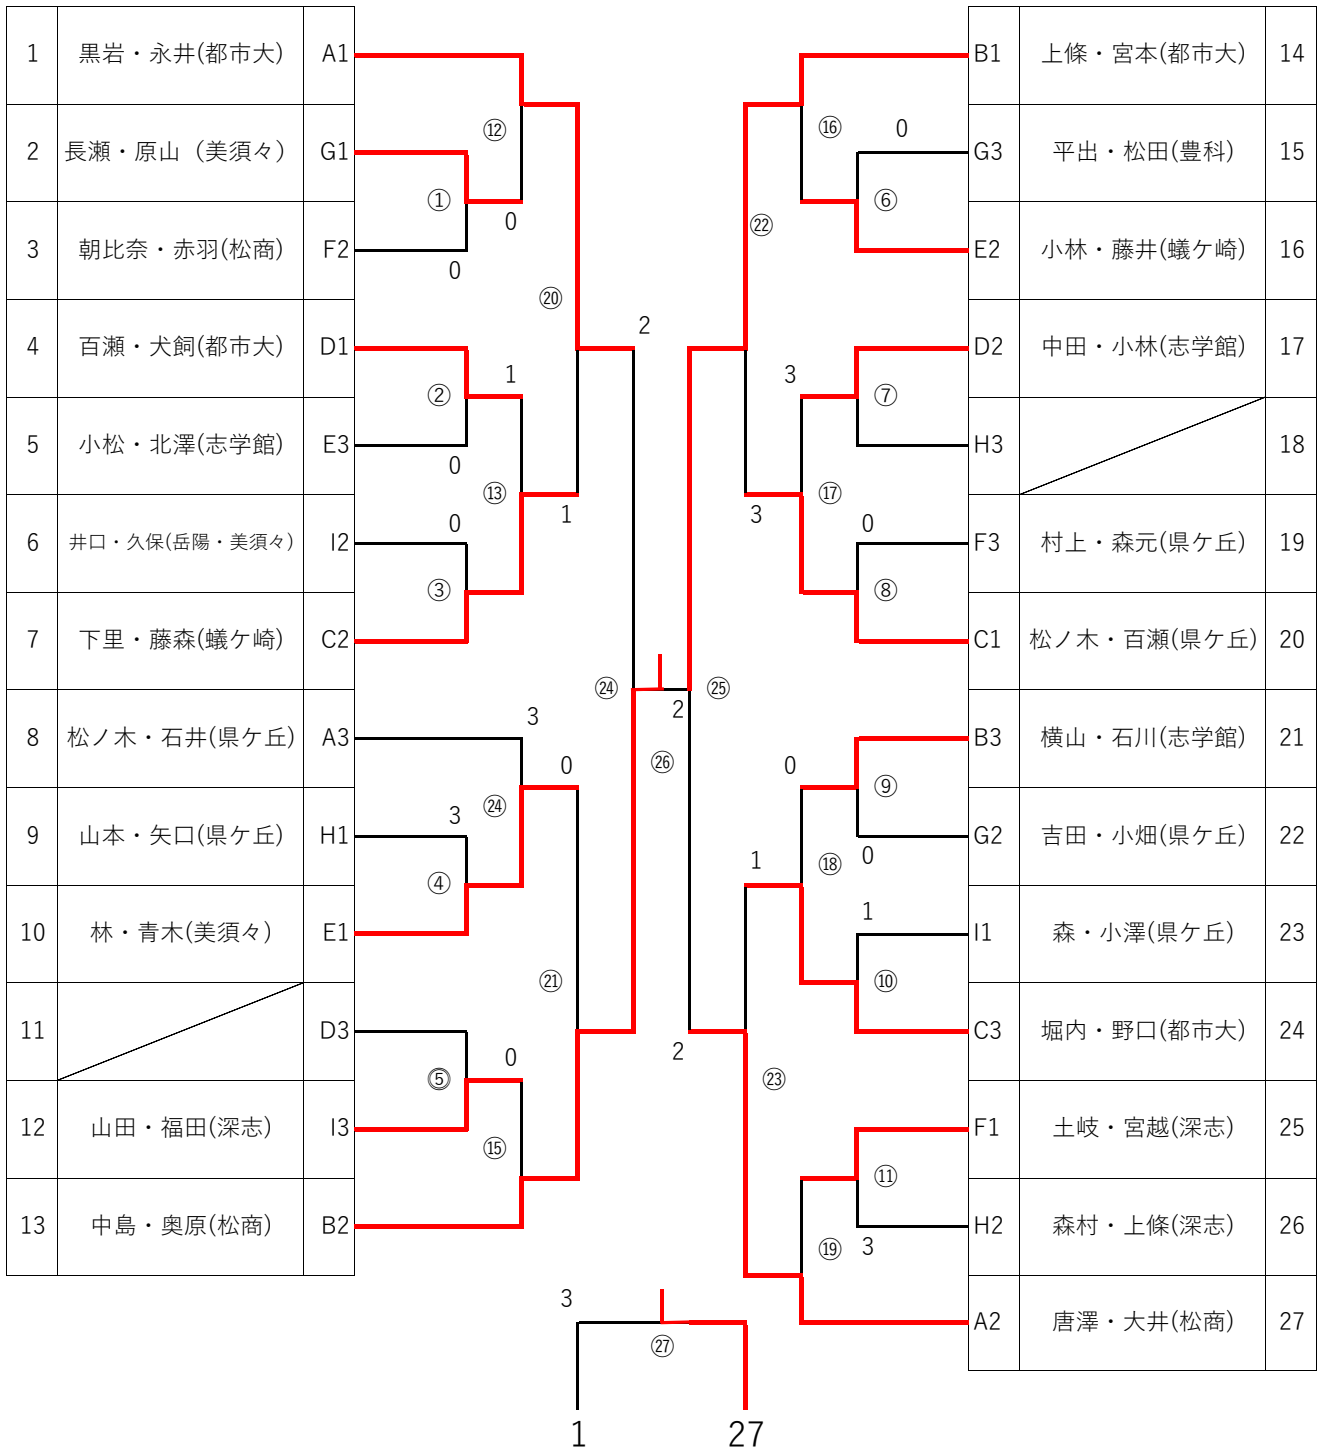 1 黒岩・永井(都市大) A1
2 長瀬・原山（美須々） G1
3 朝比奈・赤羽(松商) F2
4 百瀬・犬飼(都市大) D1
5 小松・北澤(志学館) E3
6 井口・久保(岳陽・美須々) I2
7 下里・藤森(蟻ケ崎) C2
8 松ノ木・石井(県ケ丘) A3
9 山本・矢口(県ケ丘) H1
10 林・青木(美須々) E1
11 D3
12 山田・福田(深志) I3
13 中島・奥原(松商) B2
⑫
①
0
0
⑳
2
1
②
0
⑬
1
0
③
㉔
3
0
㉔
3
④
㉑
0
⑤
⑮
㉖
2
㉕
⑯
0
⑥
㉒
3
⑦
⑰
3
0
⑧
0
⑨
1
⑱
0
1
⑩
2
㉓
⑪
⑲
3
3
㉗
1
27
B1 上條・宮本(都市大) 14
G3 平出・松田(豊科) 15
E2 小林・藤井(蟻ケ崎) 16
D2 中田・小林(志学館) 17
H3 18
F3 村上・森元(県ケ丘) 19
C1 松ノ木・百瀬(県ケ丘) 20
B3 横山・石川(志学館) 21
G2 吉田・小畑(県ケ丘) 22
I1 森・小澤(県ケ丘) 23
C3 堀内・野口(都市大) 24
F1 土岐・宮越(深志) 25
H2 森村・上條(深志) 26
A2 唐澤・大井(松商) 27